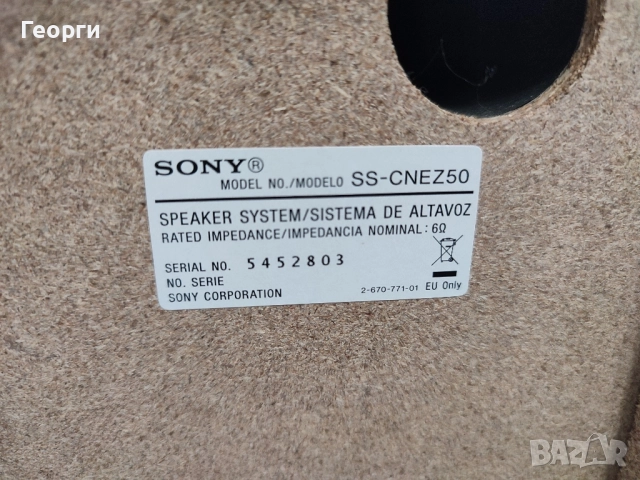 Георги
SONY®
MODEL NO./MODELO SS-CNEZ50
SPEAKER SYSTEM/SISTEMA DE ALTAVOZ
RATED IMPEDANCE/IMPEDANCIA NOMINAL: 6Ω
SERIAL NO. 5452803
NO. SERIE
SONY CORPORATION 2-670-771-01 EU Only
BAZAR